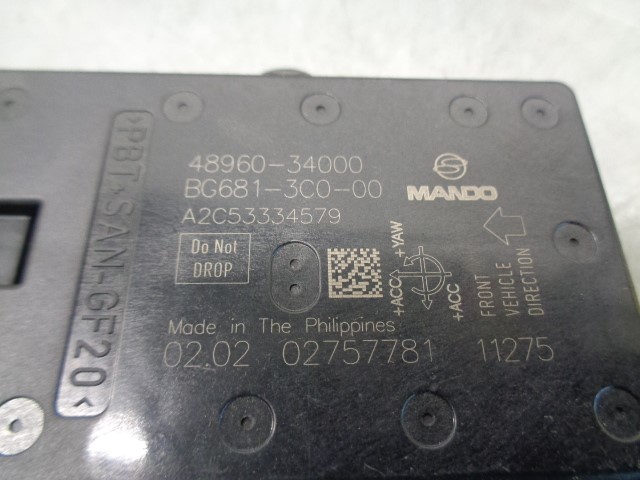 >PBT+SAN-GF20<
48960-34000
BG681-3C0-00
MANDO
A2C53334579
Do Not
DROP
+YAW
+ACC
+ACC
FRONT
VEHICLE
DIRECTION
Made in The Philippines
02.02 02757781 11275